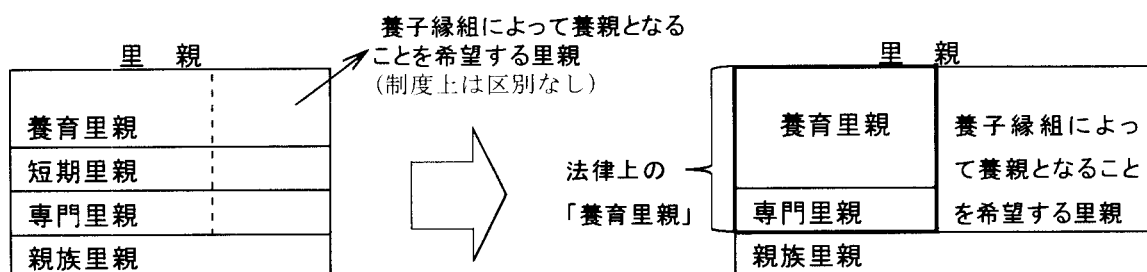 里 親
養子縁組によって養親となる
ことを希望する里親
(制度上は区別なし)
養育里親
短期里親
専門里親
親族里親
里 親
法律上の
「養育里親」
養育里親
専門里親
養子縁組によっ
て養親となること
を希望する里親
親族里親